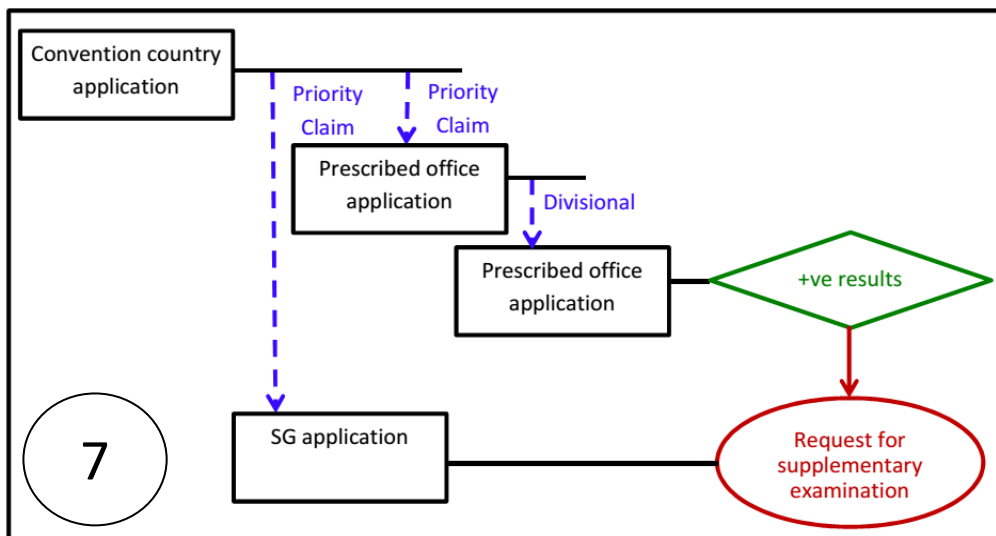 Convention country
application
Priority
Claim
Priority
Claim
Prescribed office
application
Divisional
Prescribed office
application
+ve results
SG application
Request for
supplementary
examination
7